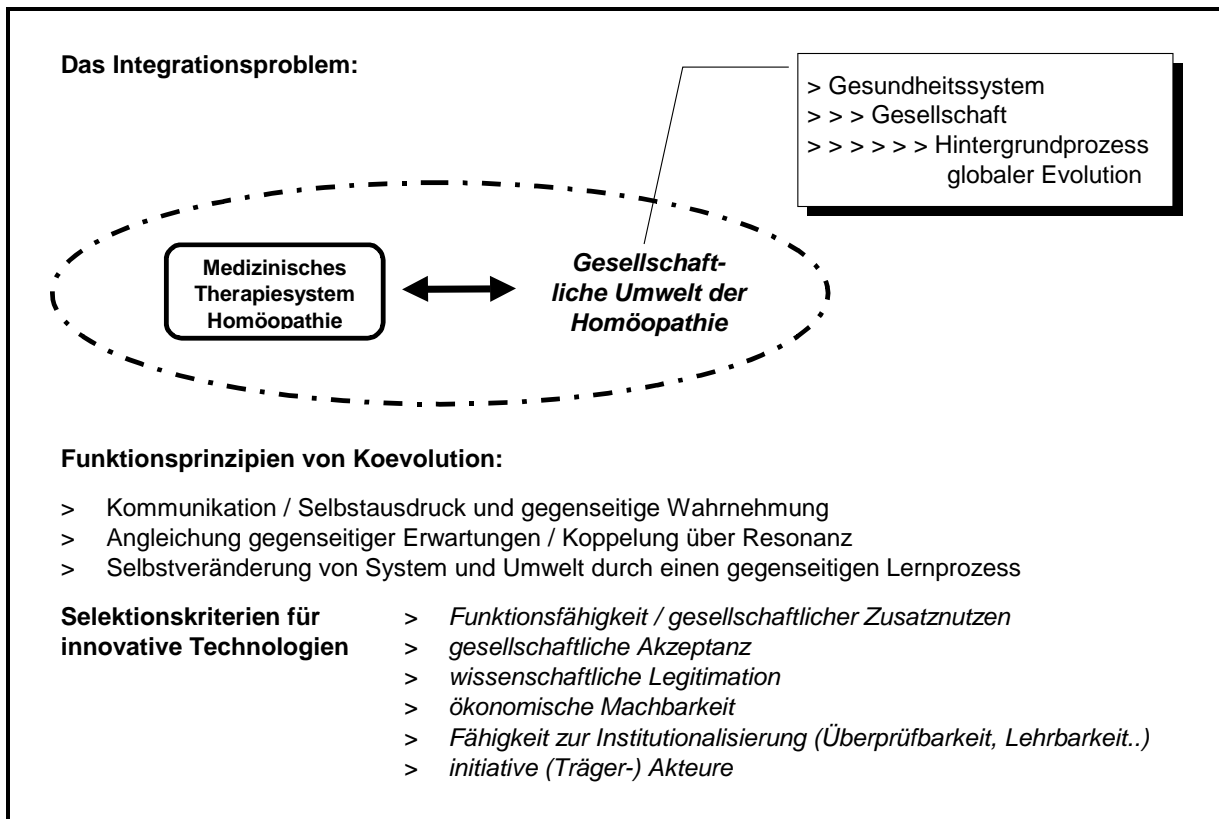 Das Integrationsproblem:
> Gesundheitssystem
> > > Gesellschaft
> > > > > > Hintergrundprozess
globaler Evolution
Medizinisches
Therapiesystem
Homöopathie
Gesellschaft-
liche Umwelt der
Homöopathie
Funktionsprinzipien von Koevolution:
> Kommunikation / Selbstausdruck und gegenseitige Wahrnehmung
> Angleichung gegenseitiger Erwartungen / Koppelung über Resonanz
> Selbstveränderung von System und Umwelt durch einen gegenseitigen Lernprozess
Selektionskriterien für
innovative Technologien
> Funktionsfähigkeit / gesellschaftlicher Zusatznutzen
> gesellschaftliche Akzeptanz
> wissenschaftliche Legitimation
> ökonomische Machbarkeit
> Fähigkeit zur Institutionalisierung (Überprüfbarkeit, Lehrbarkeit..)
> initiative (Träger-) Akteure